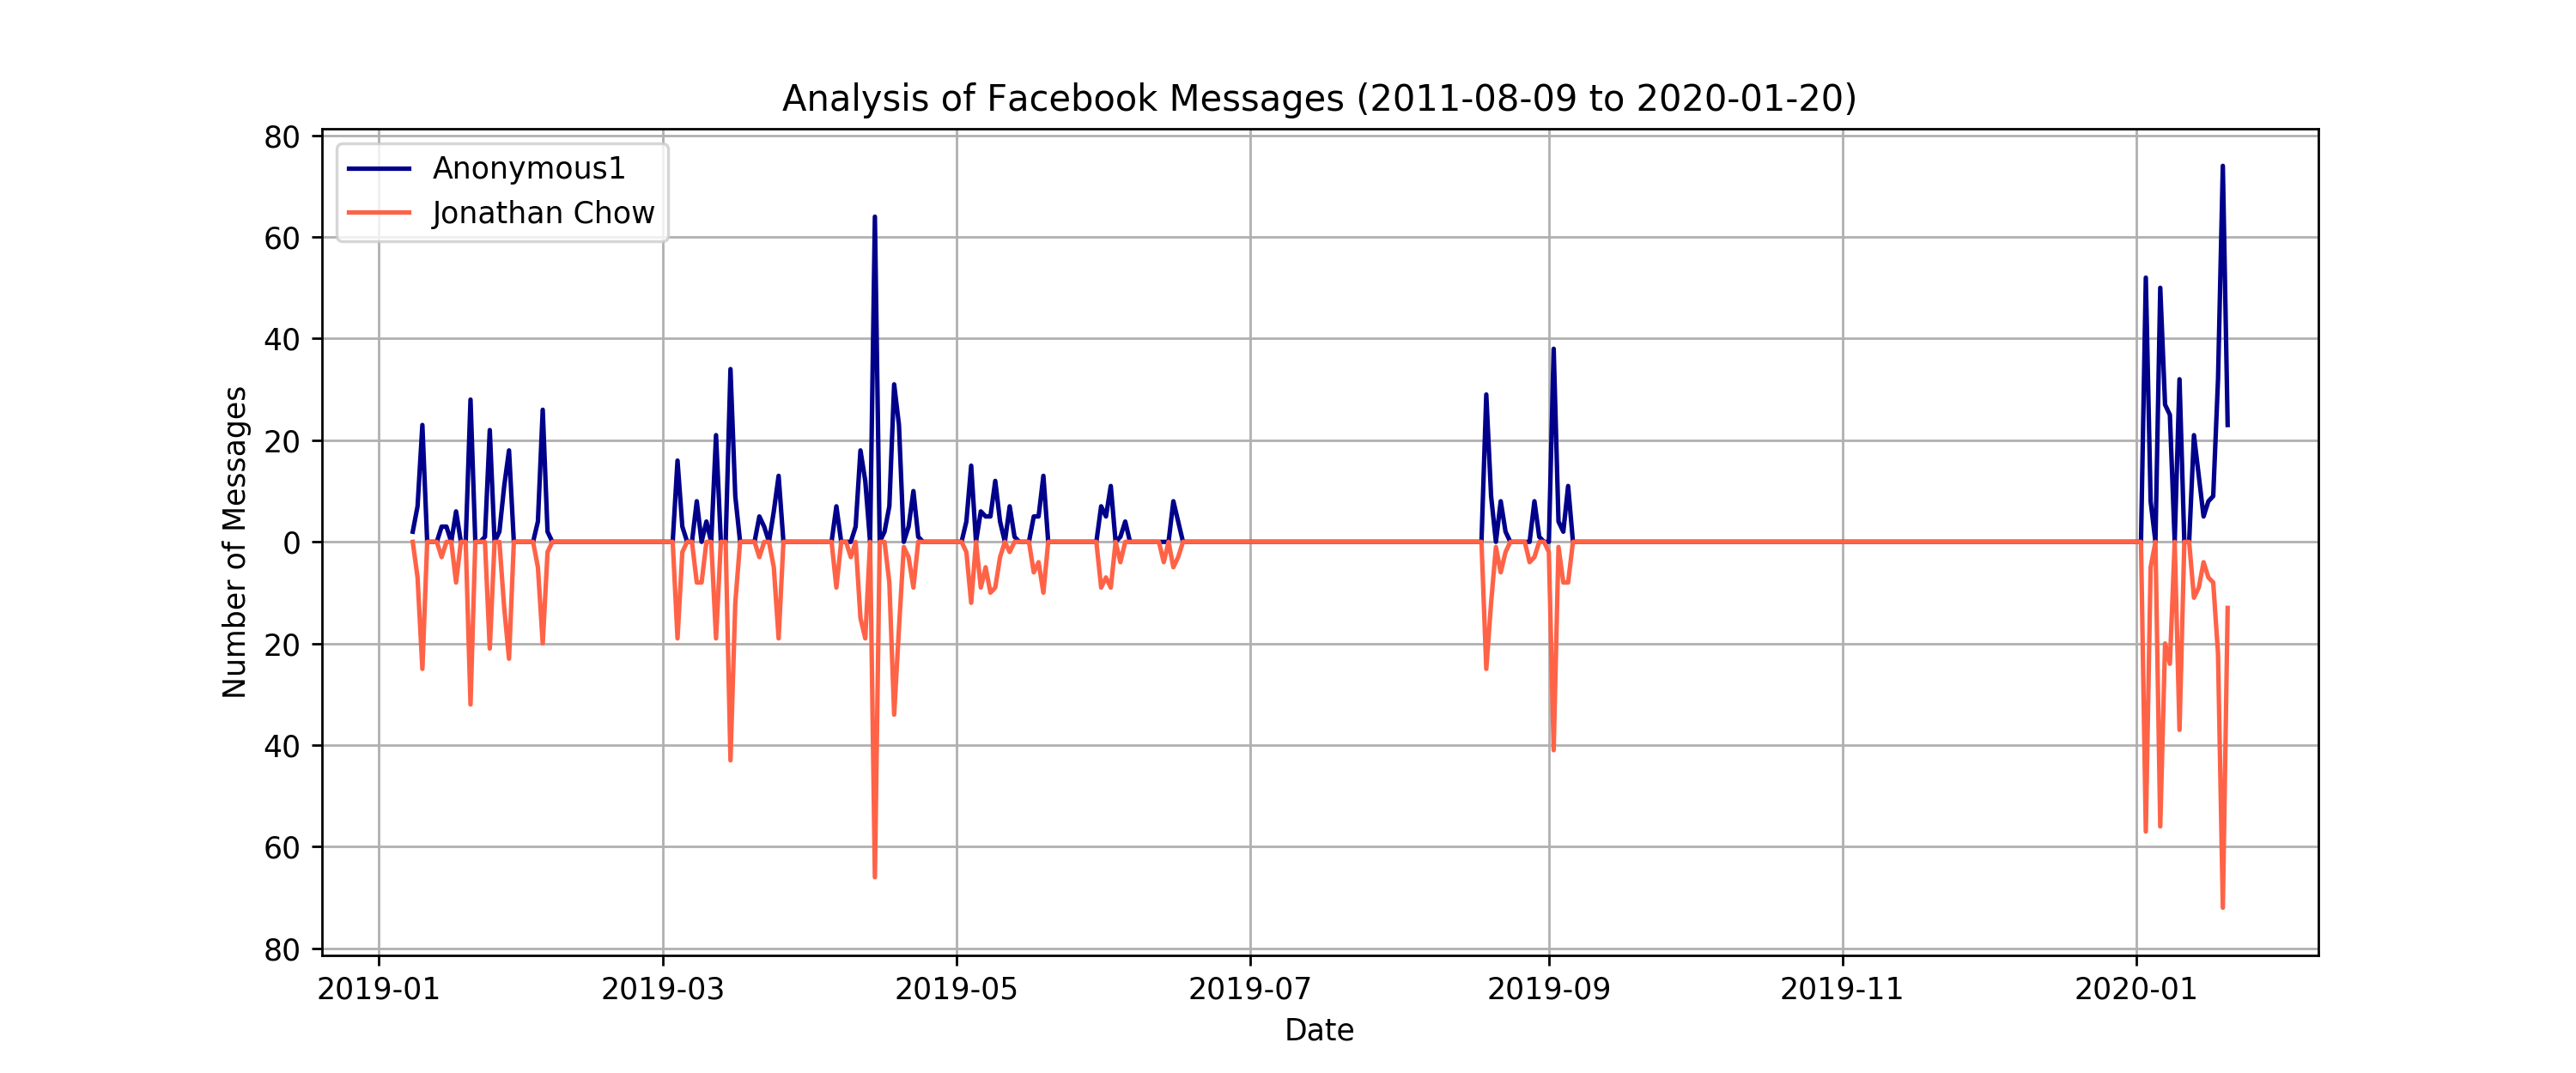 Analysis of Facebook Messages (2011-08-09 to 2020-01-20)
Anonymous1
Jonathan Chow
Number of Messages
80
60
40
20
0
20
40
60
80
2019-01 2019-03 2019-05 2019-07 2019-09 2019-11 2020-01
Date